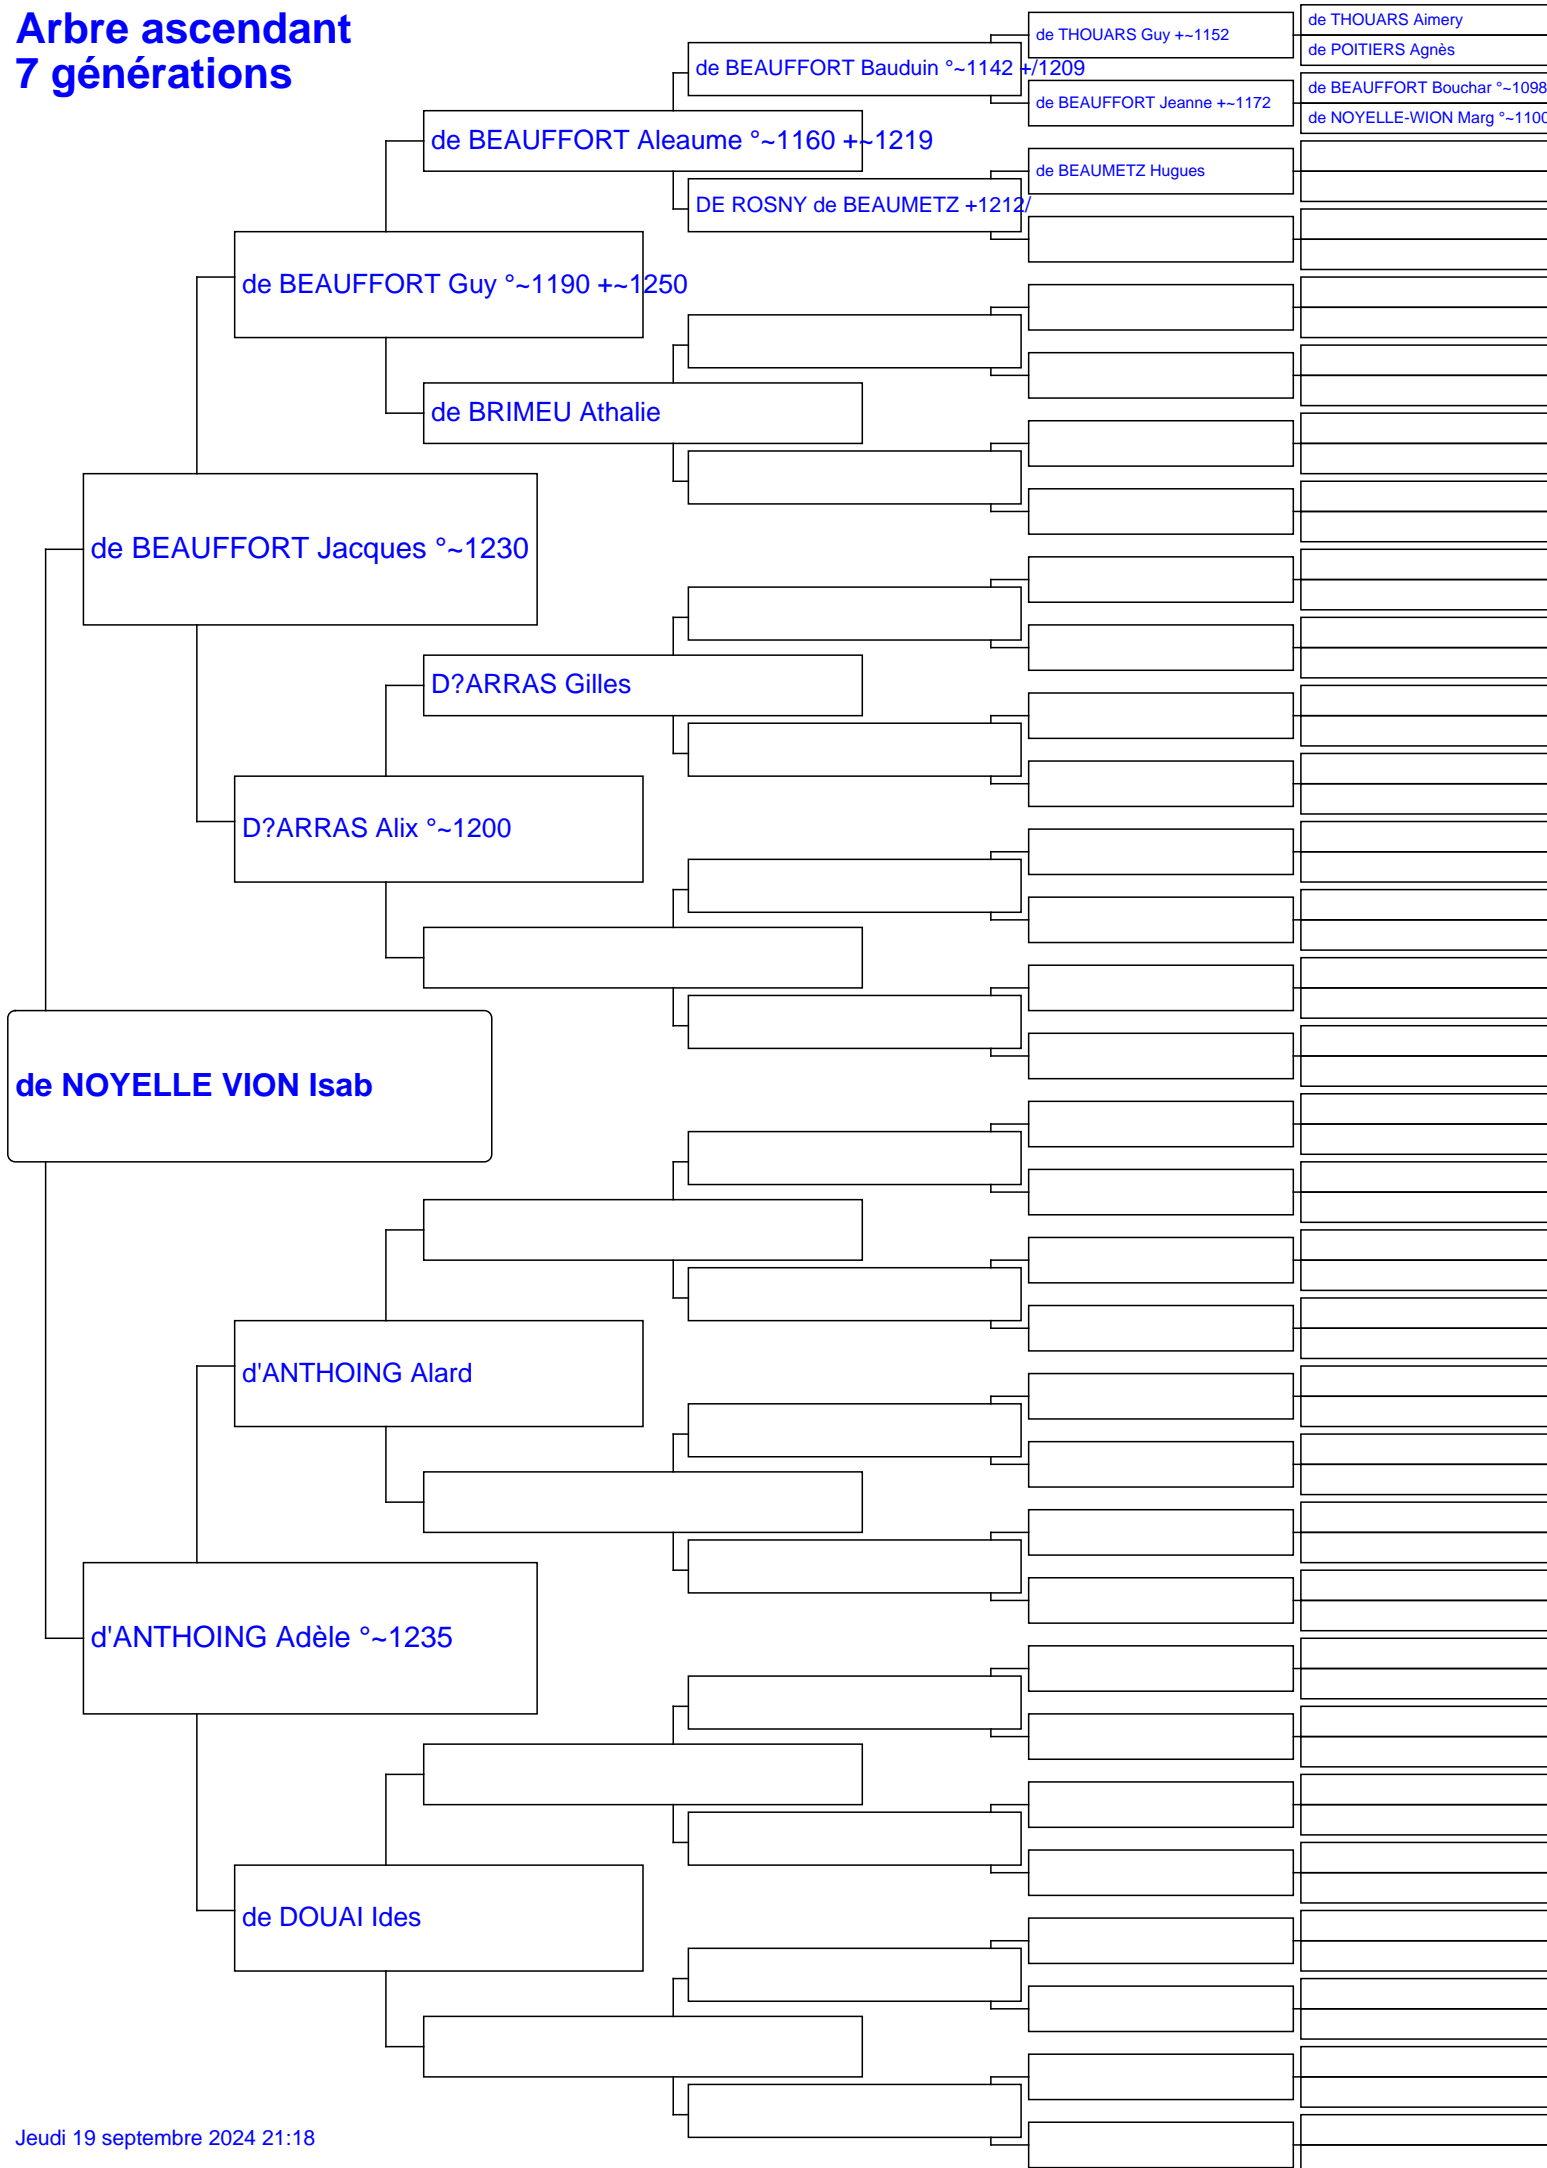 Arbre ascendant
7 générations
de THOUARS Guy +~1152
de THOUARS Aimery
de POITIERS Agnès
de BEAUFFORT Bauduin °~1142 +/1209
de BEAUFFORT Jeanne +~1172
de BEAUFFORT Bouchar °~1098
de NOYELLE-WION Marg °~1100
de BEAUFFORT Aleaume °~1160 +~1219
de BEAUMETZ Hugues
DE ROSNY de BEAUMETZ +1212/
de BEAUFFORT Guy °~1190 +~1250
de BRIMEU Athalie
de BEAUFFORT Jacques °~1230
D?ARRAS Gilles
D?ARRAS Alix °~1200
de NOYELLE VION Isab
d'ANTHOING Alard
d'ANTHOING Adèle °~1235
de DOUAI Ides
Jeudi 19 septembre 2024 21:18